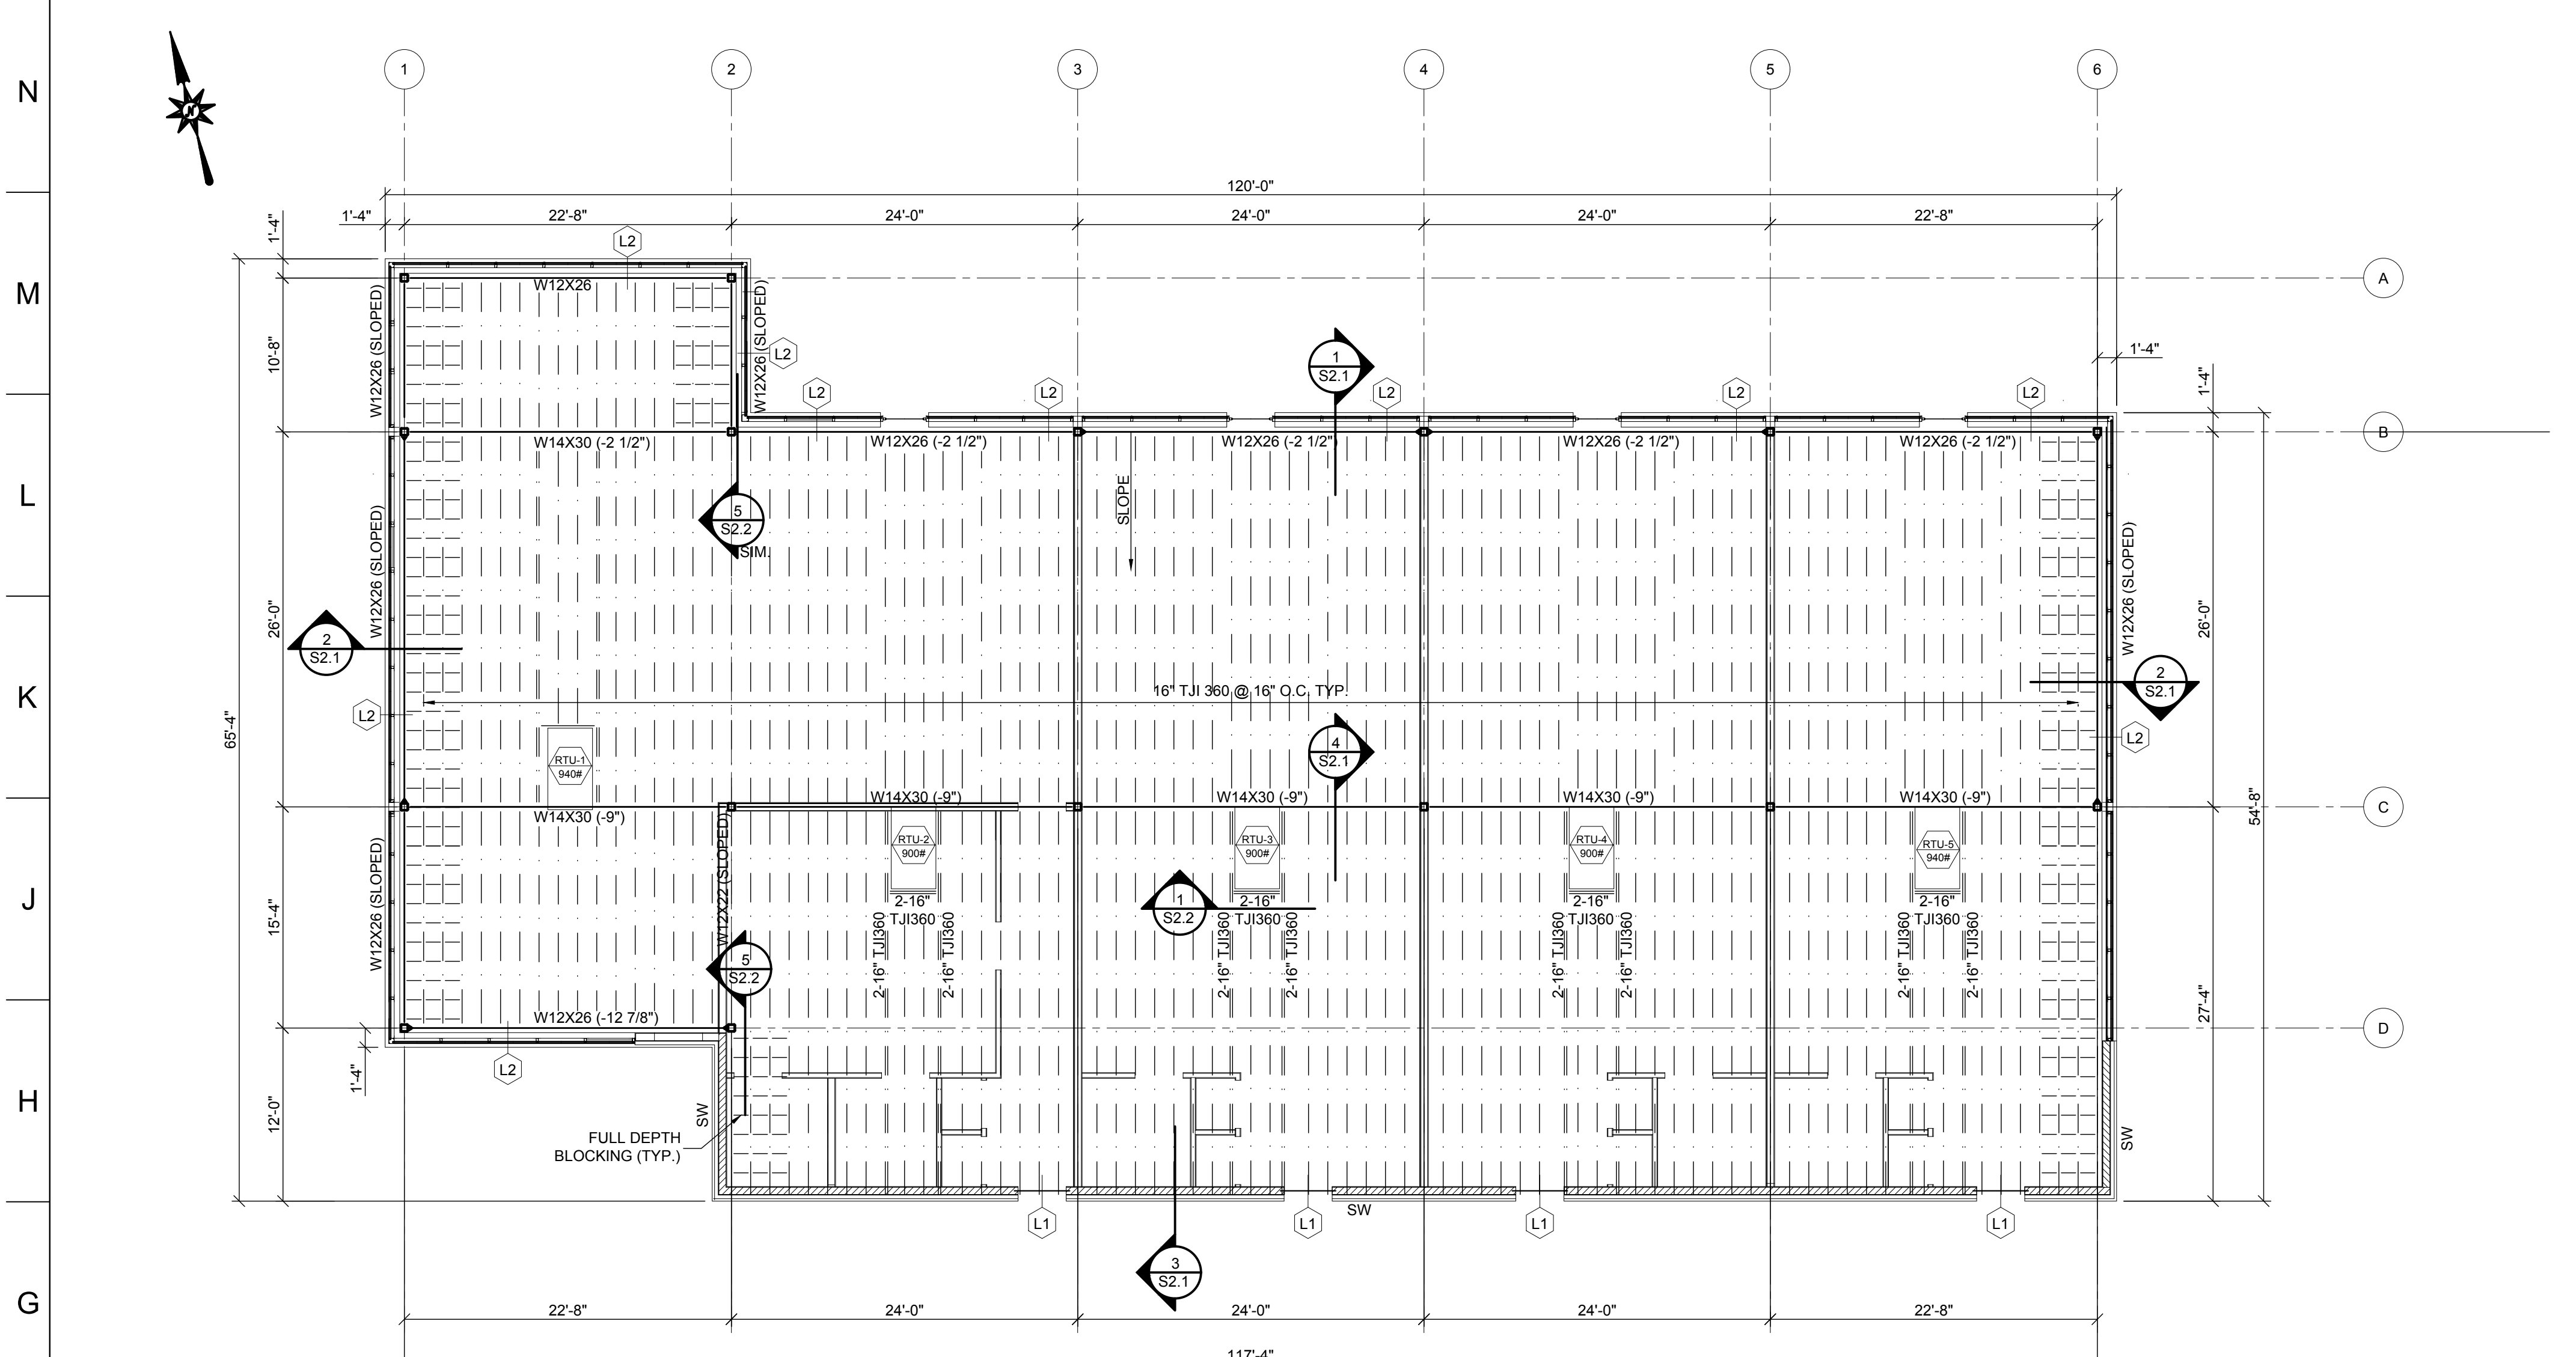 1 2 3 4 5 6
N
N
120'-0"
1'-4" 22'-8" 24'-0" 24'-0" 24'-0" 22'-8"
1'-4"
L2
A
M
W12X26
W12X26 (SLOPED)
W12X26 (SLOPED)
10'-8"
L2
1
S2.1
1'-4"
1'-4"
L2 L2 L2 L2 L2
B
W14X30 (-2 1/2") W12X26 (-2 1/2") W12X26 (-2 1/2") W12X26 (-2 1/2") W12X26 (-2 1/2")
L
SLOPE
5
S2.2
SIM.
W12X26 (SLOPED)
W12X26 (SLOPED)
26'-0"
26'-0"
2
S2.1
2
S2.1
K
16" TJI 360 @ 16" O.C. TYP.
L2
L2
65'-4"
4
S2.1
RTU-1
940#
54'-8"
C
W14X30 (-9") W14X30 (-9") W14X30 (-9") W14X30 (-9") W14X30 (-9")
J
W12X26 (SLOPED)
W12X22 (SLOPED)
15'-4"
RTU-2
900#
RTU-3
900#
RTU-4
900#
RTU-5
940#
2-16"
TJI360
2-16"
TJI360
2-16"
TJI360
2-16"
TJI360
1
S2.2
2-16" TJI360
2-16" TJI360
2-16" TJI360
2-16" TJI360
2-16" TJI360
2-16" TJI360
2-16" TJI360
2-16" TJI360
5
S2.2
27'-4"
W12X26 (-12 7/8")
D
L2
1'-4"
H
12'-0"
SW
FULL DEPTH
BLOCKING (TYP.)
SW
SW
L1 L1 L1 L1
3
S2.1
G
22'-8" 24'-0" 24'-0" 24'-0" 22'-8"
117'-4"